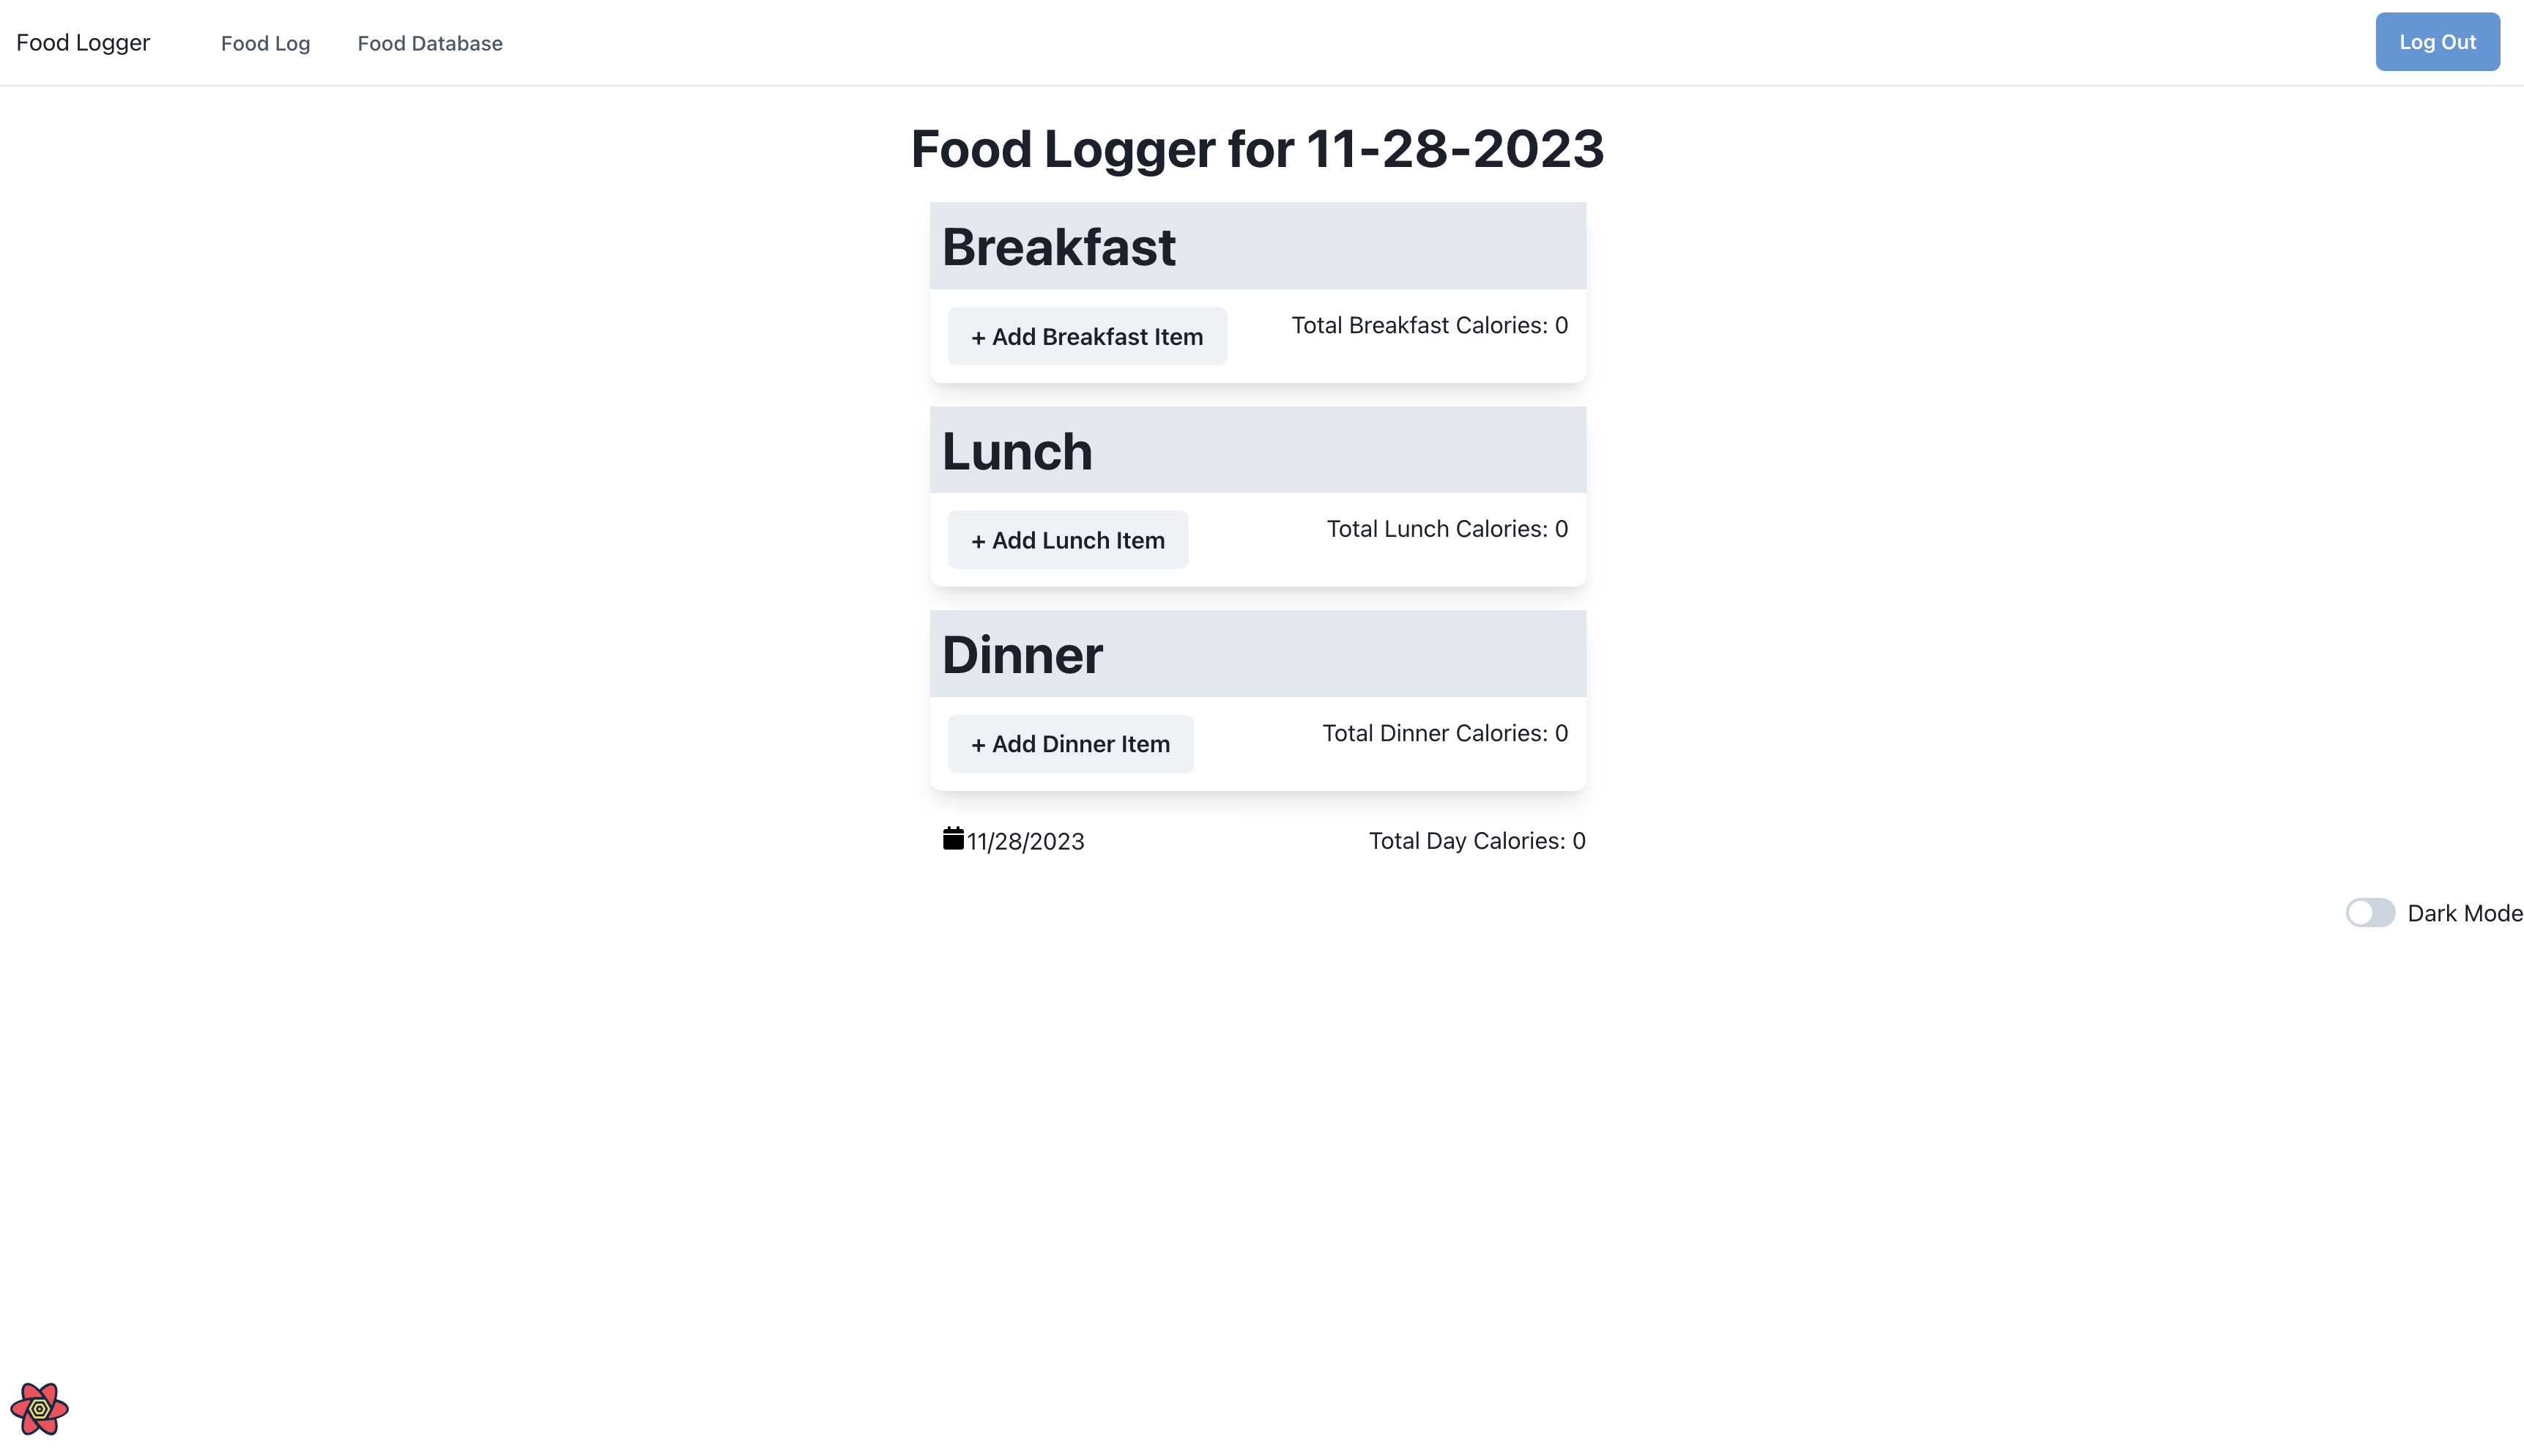 Food Logger
Food Log
Food Database
Log Out
Food Logger for 11-28-2023
Breakfast
+ Add Breakfast Item
Total Breakfast Calories: 0
Lunch
+ Add Lunch Item
Total Lunch Calories: 0
Dinner
+ Add Dinner Item
Total Dinner Calories: 0
11/28/2023
Total Day Calories: 0
Dark Mode